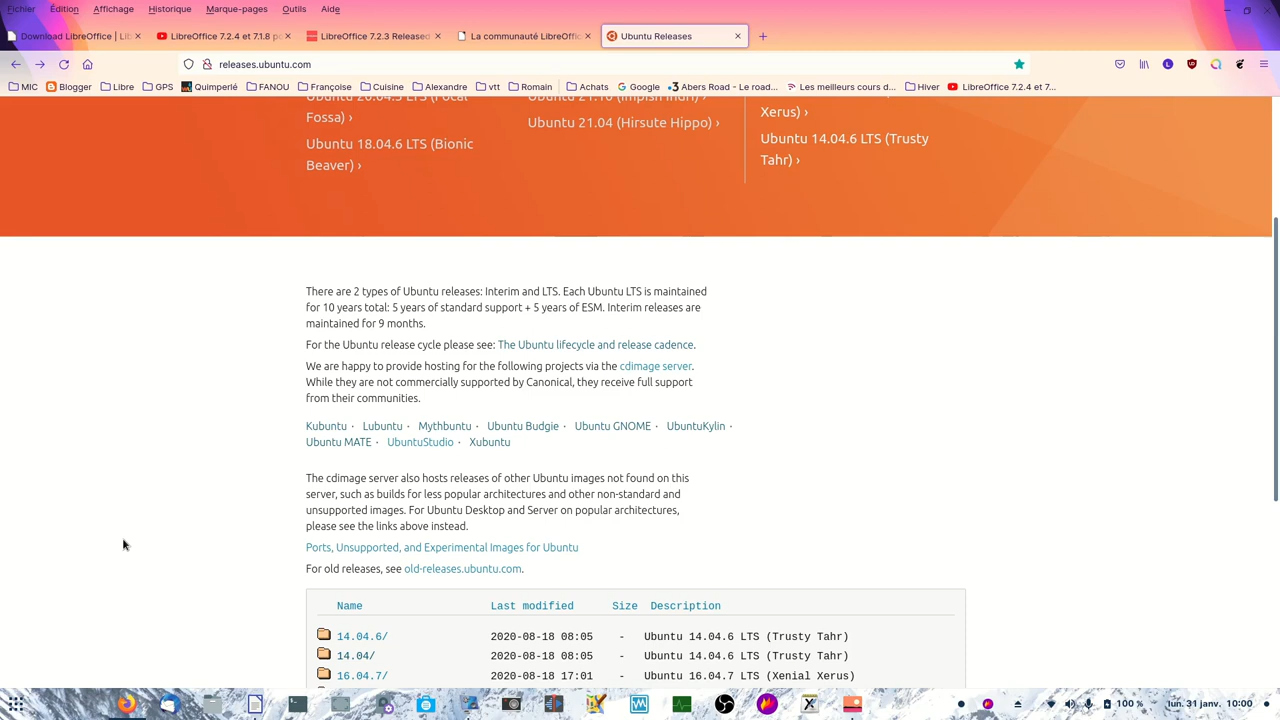 Fichier Édition Affichage Historique Marque-pages Outils Aide
Download LibreOffice | Lib
LibreOffice 7.2.4 et 7.1.8 p
LibreOffice 7.2.3 Released
La communauté LibreOffic
Ubuntu Releases
releases.ubuntu.com
MIC Blogger Libre GPS Quimperlé FANOU Françoise Cuisine Alexandre vtt Romain Achats Google Abers Road - Le road... Les meilleurs cours d... Hiver LibreOffice 7.2.4 et 7...
Ubuntu 20.04.3 LTS (Focal
Fossa) ›
Ubuntu 18.04.6 LTS (Bionic
Beaver) ›
Ubuntu 21.10 (Impish Indri) ›
Ubuntu 21.04 (Hirsute Hippo) ›
Xerus) ›
Ubuntu 14.04.6 LTS (Trusty
Tahr) ›
There are 2 types of Ubuntu releases: Interim and LTS. Each Ubuntu LTS is maintained
for 10 years total: 5 years of standard support + 5 years of ESM. Interim releases are
maintained for 9 months.
For the Ubuntu release cycle please see: The Ubuntu lifecycle and release cadence.
We are happy to provide hosting for the following projects via the cdimage server.
While they are not commercially supported by Canonical, they receive full support
from their communities.
Kubuntu · Lubuntu · Mythbuntu · Ubuntu Budgie · Ubuntu GNOME · UbuntuKylin ·
Ubuntu MATE · UbuntuStudio · Xubuntu
The cdimage server also hosts releases of other Ubuntu images not found on this
server, such as builds for less popular architectures and other non-standard and
unsupported images. For Ubuntu Desktop and Server on popular architectures,
please see the links above instead.
Ports, Unsupported, and Experimental Images for Ubuntu
For old releases, see old-releases.ubuntu.com.
Name Last modified Size Description
14.04.6/ 2020-08-18 08:05 - Ubuntu 14.04.6 LTS (Trusty Tahr)
14.04/ 2020-08-18 08:05 - Ubuntu 14.04.6 LTS (Trusty Tahr)
16.04.7/ 2020-08-18 17:01 - Ubuntu 16.04.7 LTS (Xenial Xerus)
100 % lun. 31 janv. 10:00